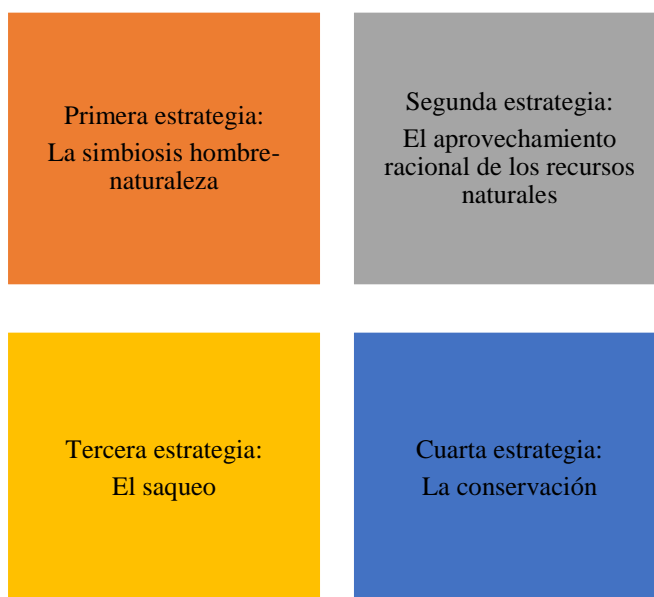 Primera estrategia:
La simbiosis hombre-
naturaleza
Segunda estrategia:
El aprovechamiento
racional de los recursos
naturales
Tercera estrategia:
El saqueo
Cuarta estrategia:
La conservación